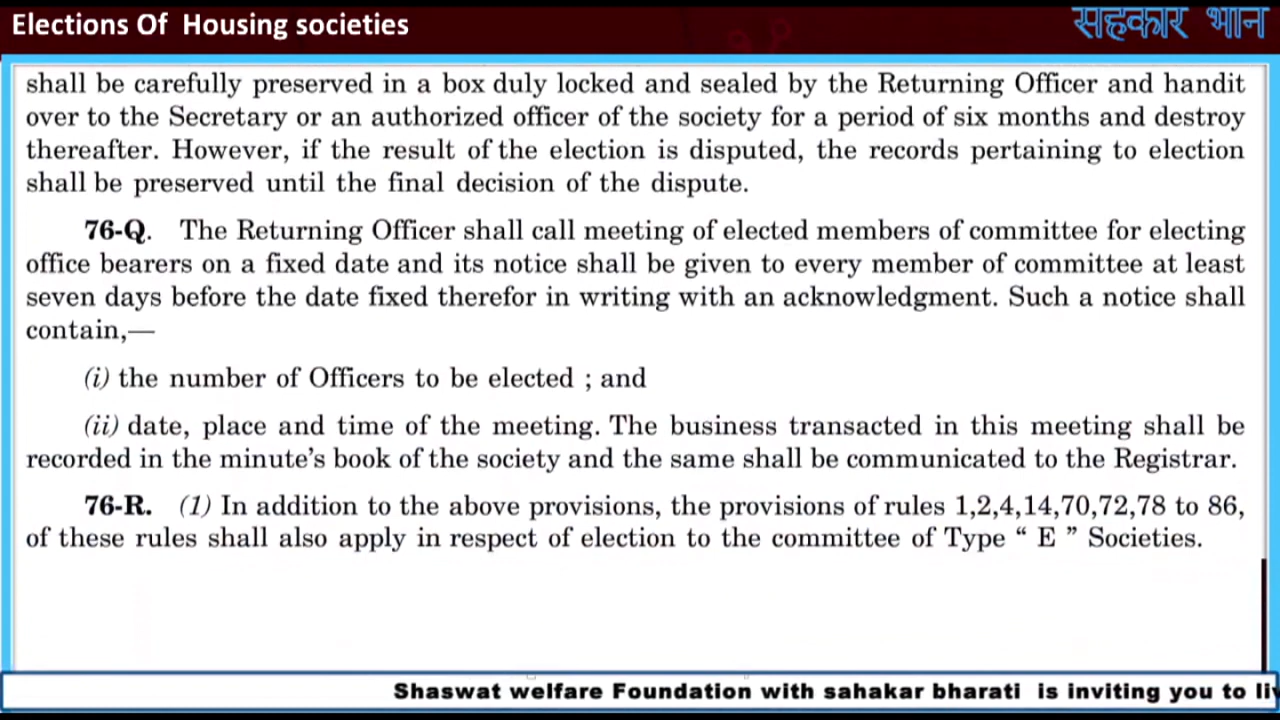 Elections Of Housing societies
सहकार भान
shall be carefully preserved in a box duly locked and sealed by the Returning Officer and handit
over to the Secretary or an authorized officer of the society for a period of six months and destroy
thereafter. However, if the result of the election is disputed, the records pertaining to election
shall be preserved until the final decision of the dispute.
76-Q. The Returning Officer shall call meeting of elected members of committee for electing
office bearers on a fixed date and its notice shall be given to every member of committee at least
seven days before the date fixed therefor in writing with an acknowledgment. Such a notice shall
contain,—
(i) the number of Officers to be elected ; and
(ii) date, place and time of the meeting. The business transacted in this meeting shall be
recorded in the minute's book of the society and the same shall be communicated to the Registrar.
76-R. (1) In addition to the above provisions, the provisions of rules 1,2,4,14,70,72,78 to 86,
of these rules shall also apply in respect of election to the committee of Type “ E ” Societies.
Shaswat welfare Foundation with sahakar bharati is inviting you to